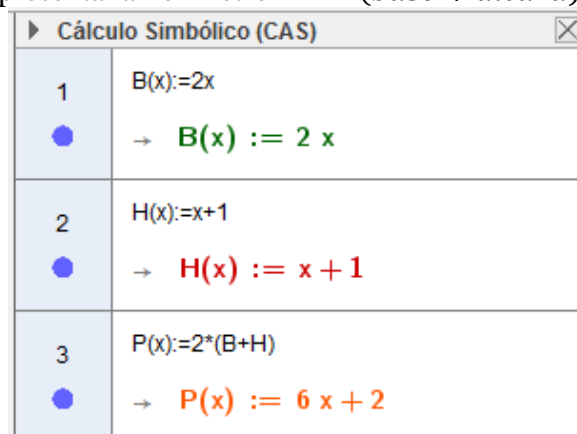 ▶ Cálculo Simbólico (CAS)
1
B(x):=2x
→ B(x) := 2 x
2
H(x):=x+1
→ H(x) := x + 1
3
P(x):=2*(B+H)
→ P(x) := 6 x + 2